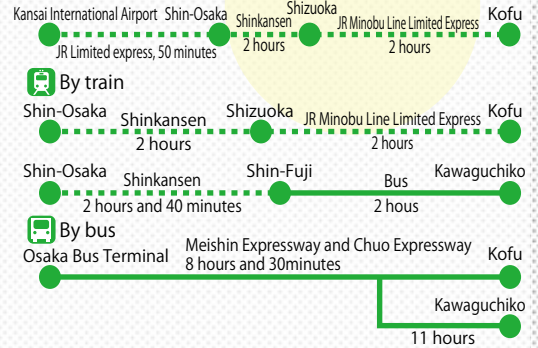 Kansai International Airport Shin-Osaka Shinkansen Shizuoka JR Minobu Line Limited Express Kofu
JR Limited express, 50 minutes 2 hours 2 hours
By train
Shin-Osaka Shinkansen Shizuoka JR Minobu Line Limited Express Kofu
2 hours 2 hours
Shin-Osaka Shinkansen Shin-Fuji Bus Kawaguchiko
2 hours and 40 minutes 2 hous
By bus
Osaka Bus Terminal Meishin Expressway and Chuo Expressway Kofu
8 hours and 30minutes
Kawaguchiko
11 hours